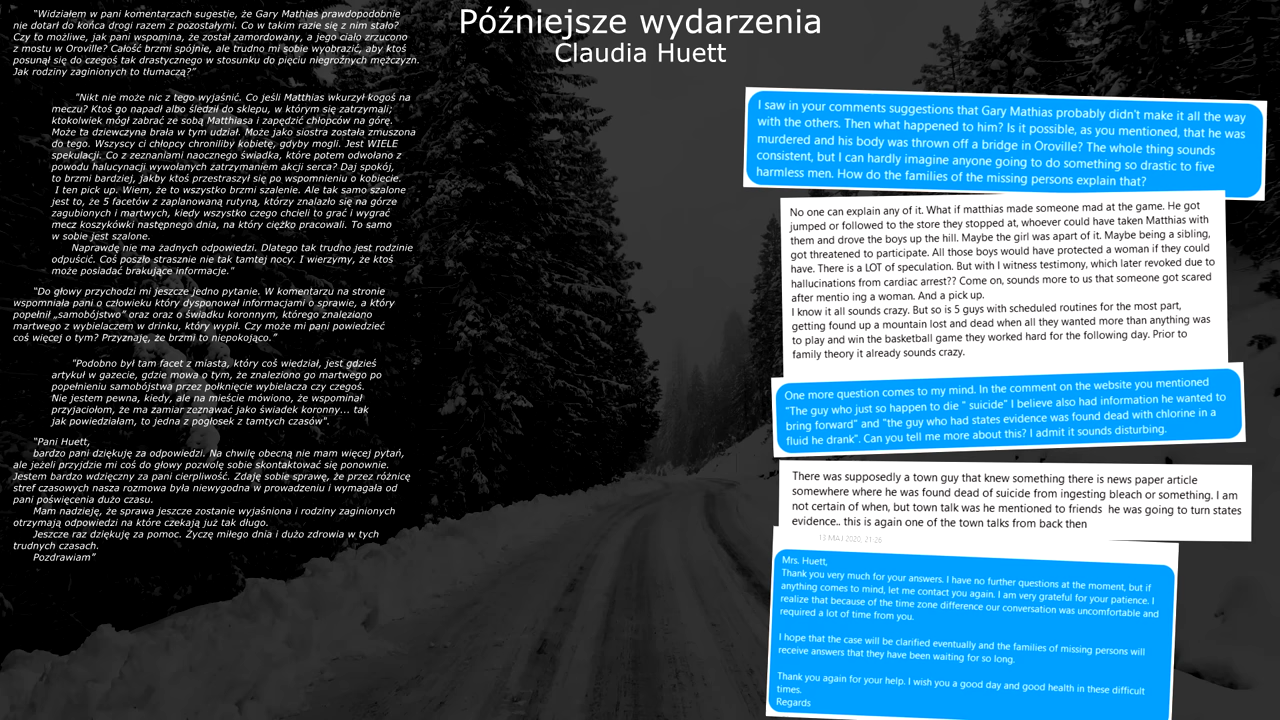 Późniejsze wydarzenia
Claudia Huett
“Widziałem w pani komentarzach sugestie, że Gary Mathias prawdopodobnie
nie dotarł do końca drogi razem z pozostałymi. Co w takim razie się z nim stało?
Czy to możliwe, jak pani wspomina, że został zamordowany, a jego ciało zrzucono
z mostu w Oroville? Całość brzmi spójnie, ale trudno mi sobie wyobrazić, aby ktoś
posunął się do czegoś tak drastycznego w stosunku do pięciu niegroźnych mężczyzn.
Jak rodziny zaginionych to tłumaczą?”
“Nikt nie może nic z tego wyjaśnić. Co jeśli Matthias wkurzył kogoś na
meczu? Ktoś go napadł albo śledził do sklepu, w którym się zatrzymali;
ktokolwiek mógł zabrać ze sobą Matthiasa i zapędzić chłopców na górę.
Może ta dziewczyna brała w tym udział. Może jako siostra została zmuszona
do tego. Wszyscy ci chłopcy chroniliby kobietę, gdyby mogli. Jest WIELE
spekulacji. Co z zeznaniami naocznego świadka, które potem odwołano z
powodu halucynacji wywołanych zatrzymaniem akcji serca? Daj spokój,
to brzmi bardziej, jakby ktoś przestraszył się po wspomnieniu o kobiecie.
I ten pick up. Wiem, że to wszystko brzmi szalenie. Ale tak samo szalone
jest to, że 5 facetów z zaplanowaną rutyną, którzy znalazło się na górze
zagubionych i martwych, kiedy wszystko czego chcieli to grać i wygrać
mecz koszykówki następnego dnia, na który ciężko pracowali. To samo
w sobie jest szalone.
Naprawdę nie ma żadnych odpowiedzi. Dlatego tak trudno jest rodzinie
odpuścić. Coś poszło strasznie nie tak tamtej nocy. I wierzymy, że ktoś
może posiadać brakujące informacje."
“Do głowy przychodzi mi jeszcze jedno pytanie. W komentarzu na stronie
wspomniała pani o człowieku który dysponował informacjami o sprawie, a który
popełnił „samobójstwo” oraz oraz o świadku koronnym, którego znaleziono
martwego z wybielaczem w drinku, który wypił. Czy może mi pani powiedzieć
coś więcej o tym? Przyznaję, że brzmi to niepokojąco.”
“Podobno był tam facet z miasta, który coś wiedział, jest gdzieś
artykuł w gazecie, gdzie mowa o tym, że znaleziono go martwego po
popełnieniu samobójstwa przez połknięcie wybielacza czy czegoś.
Nie jestem pewna, kiedy, ale na mieście mówiono, że wspominał
przyjaciołom, że ma zamiar zeznawać jako świadek koronny... tak
jak powiedziałam, to jedna z pogłosek z tamtych czasów".
“Pani Huett,
bardzo pani dziękuję za odpowiedzi. Na chwilę obecną nie mam więcej pytań,
ale jeżeli przyjdzie mi coś do głowy pozwolę sobie skontaktować się ponownie.
Jestem bardzo wdzięczny za pani cierpliwość. Zdaję sobie sprawę, że przez różnicę
stref czasowych nasza rozmowa była niewygodna w prowadzeniu i wymagała od
pani poświęcenia dużo czasu.
Mam nadzieję, że sprawa jeszcze zostanie wyjaśniona i rodziny zaginionych
otrzymają odpowiedzi na które czekają już tak długo.
Jeszcze raz dziękuję za pomoc. Życzę miłego dnia i dużo zdrowia w tych
trudnych czasach.
Pozdrawiam”
I saw in your comments suggestions that Gary Mathias probably didn't make it all the way
with the others. Then what happened to him? Is it possible, as you mentioned, that he was
murdered and his body was thrown off a bridge in Oroville? The whole thing sounds
consistent, but I can hardly imagine anyone going to do something so drastic to five
harmless men. How do the families of the missing persons explain that?
No one can explain any of it. What if matthias made someone mad at the game. He got
jumped or followed to the store they stopped at, whoever could have taken Matthias with
them and drove the boys up the hill. Maybe the girl was apart of it. Maybe being a sibling,
got threatened to participate. All those boys would have protected a woman if they could
have. There is a LOT of speculation. But with I witness testimony, which later revoked due to
hallucinations from cardiac arrest?? Come on, sounds more to us that someone got scared
after mentio ing a woman. And a pick up.
I know it all sounds crazy. But so is 5 guys with scheduled routines for the most part,
getting found up a mountain lost and dead when all they wanted more than anything was
to play and win the basketball game they worked hard for the following day. Prior to
family theory it already sounds crazy.
One more question comes to my mind. In the comment on the website you mentioned
"The guy who just so happen to die " suicide" I believe also had information he wanted to
bring forward" and "the guy who had states evidence was found dead with chlorine in a
fluid he drank". Can you tell me more about this? I admit it sounds disturbing.
There was supposedly a town guy that knew something there is news paper article
somewhere where he was found dead of suicide from ingesting bleach or something. I am
not certain of when, but town talk was he mentioned to friends he was going to turn states
evidence.. this is again one of the town talks from back then
13 MAJ 2020, 21:26
Mrs. Huett,
Thank you very much for your answers. I have no further questions at the moment, but if
anything comes to mind, let me contact you again. I am very grateful for your patience. I
realize that because of the time zone difference our conversation was uncomfortable and
required a lot of time from you.
I hope that the case will be clarified eventually and the families of missing persons will
receive answers that they have been waiting for so long.
Thank you again for your help. I wish you a good day and good health in these difficult
times.
Regards